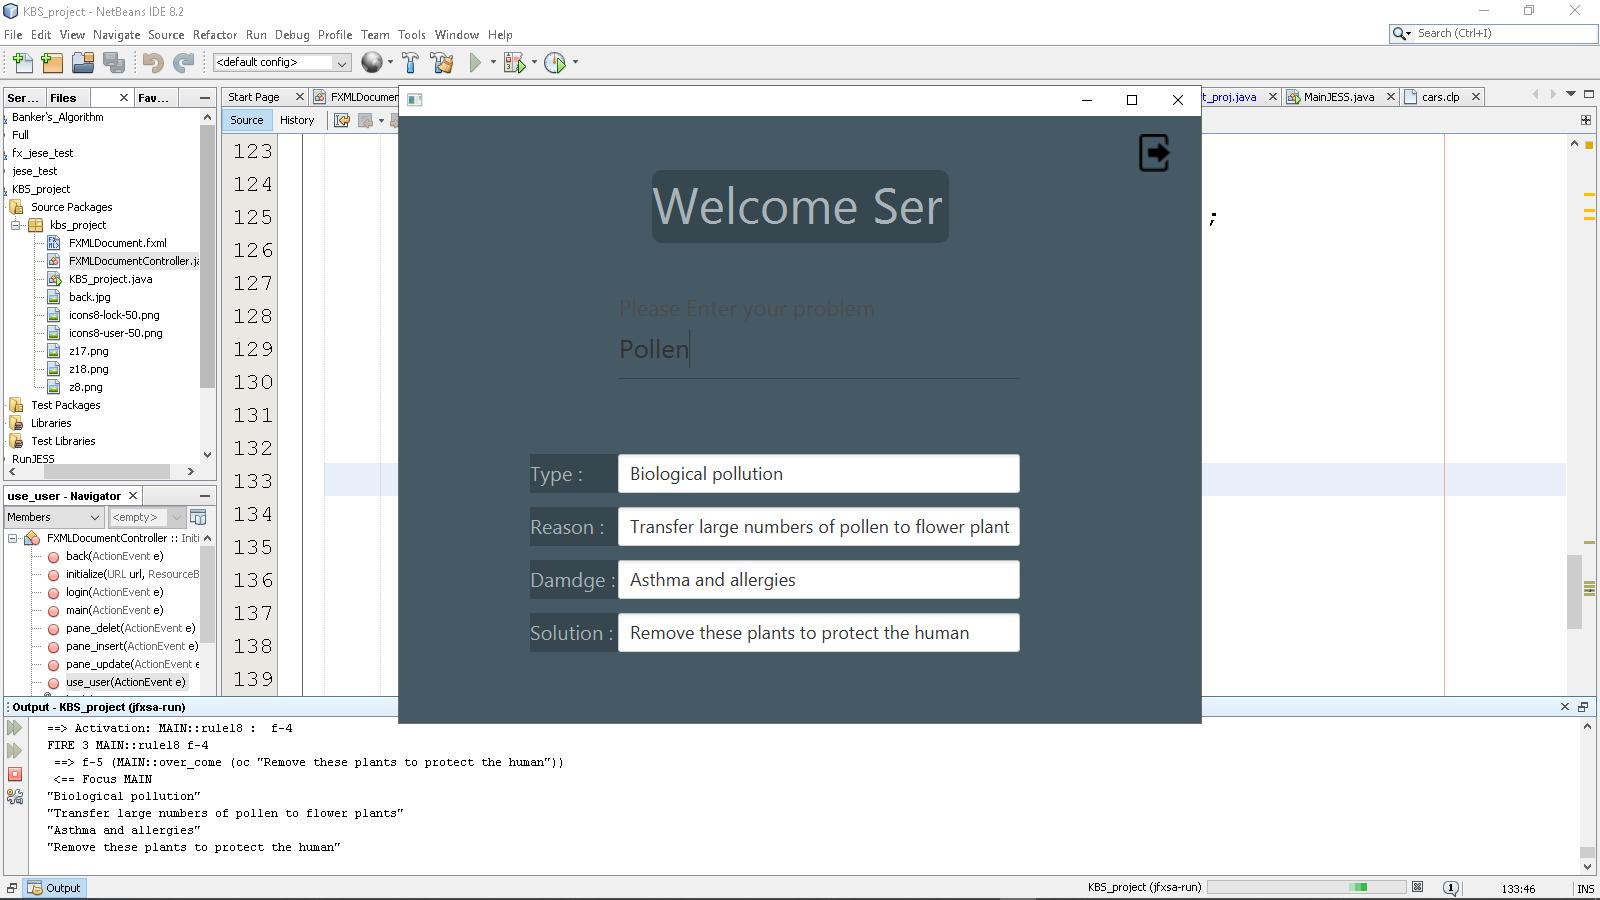 KBS_project - NetBeans IDE 8.2
File Edit View Navigate Source Refactor Run Debug Profile Team Tools Window Help
Search (Ctrl+I)
<default config>
Ser... Files Fav...
Start Page FXMLDocumen t_proj.java MainJESS.java cars.clp
Source History
Banker's_Algorithm
Full
fx_jese_test
jese_test
KBS_project
Source Packages
kbs_project
FXMLDocument.fxml
FXMLDocumentController.ja
KBS_project.java
back.jpg
icons8-lock-50.png
icons8-user-50.png
z17.png
z18.png
z8.png
Test Packages
Libraries
Test Libraries
RunJESS
use_user - Navigator
Members <empty>
FXMLDocumentController :: Initi
back(ActionEvent e)
initialize(URL url, ResourceB
login(ActionEvent e)
main(ActionEvent e)
pane_delet(ActionEvent e)
pane_insert(ActionEvent e)
pane_update(ActionEvent e
use_user(ActionEvent e)
123
124
125 ;
126
127
128
129
130
131
132
133
134
135
136
137
138
139
Welcome Ser
Please Enter your problem
Pollen
Type : Biological pollution
Reason : Transfer large numbers of pollen to flower plant
Damdge : Asthma and allergies
Solution : Remove these plants to protect the human
Output - KBS_project (jfxsa-run)
==> Activation: MAIN::rule18 :  f-4
FIRE 3 MAIN::rule18 f-4
==> f-5 (MAIN::over_come (oc "Remove these plants to protect the human"))
<== Focus MAIN
"Biological pollution"
"Transfer large numbers of pollen to flower plants"
"Asthma and allergies"
"Remove these plants to protect the human"
Output
KBS_project (jfxsa-run) 1 133:46 INS